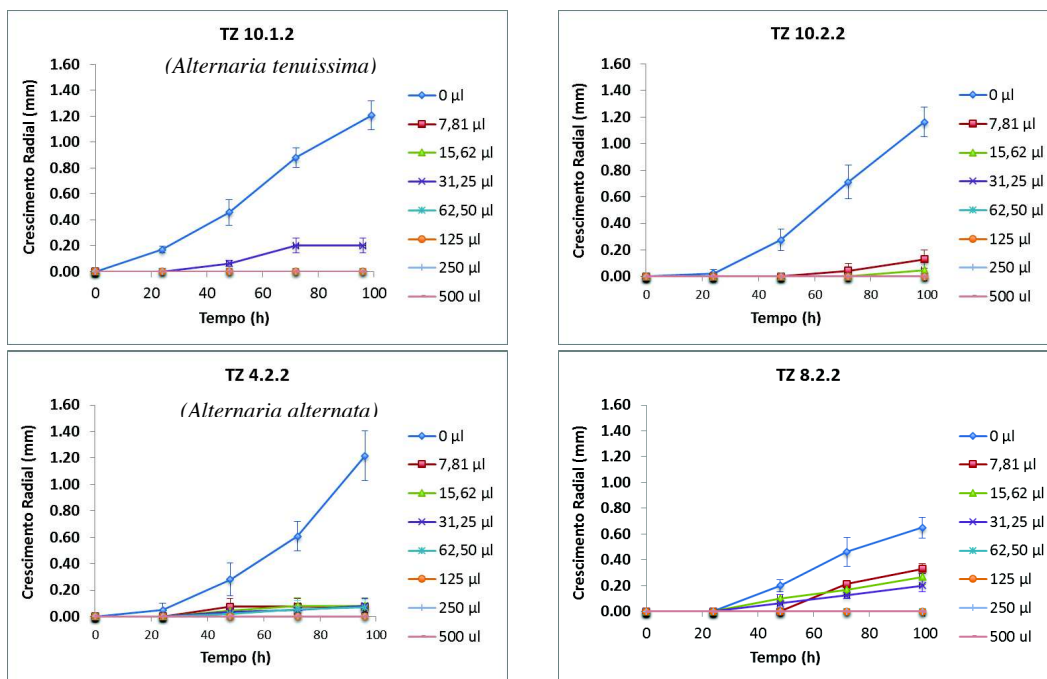 TZ 10.1.2
(Alternaria tenuissima)
Crescimento Radial (mm)
1.60
1.40
1.20
1.00
0.80
0.60
0.40
0.20
0.00
0 20 40 60 80 100
Tempo (h)
0 µl
7,81 µl
15,62 µl
31,25 µl
62,50 µl
125 µl
250 µl
500 ul
TZ 10.2.2
Crescimento Radial (mm)
1.60
1.40
1.20
1.00
0.80
0.60
0.40
0.20
0.00
0 20 40 60 80 100
Tempo (h)
0 µl
7,81 µl
15,62 µl
31,25 µl
62,50 µl
125 µl
250 µl
500 ul
TZ 4.2.2
(Alternaria alternata)
Crescimento Radial (mm)
1.60
1.40
1.20
1.00
0.80
0.60
0.40
0.20
0.00
0 20 40 60 80 100
Tempo (h)
0 µl
7,81 µl
15,62 µl
31,25 µl
62,50 µl
125 µl
250 µl
500 ul
TZ 8.2.2
Crescimento Radial (mm)
1.60
1.40
1.20
1.00
0.80
0.60
0.40
0.20
0.00
0 20 40 60 80 100
Tempo (h)
0 µl
7,81 µl
15,62 µl
31,25 µl
62,50 µl
125 µl
250 µl
500 ul